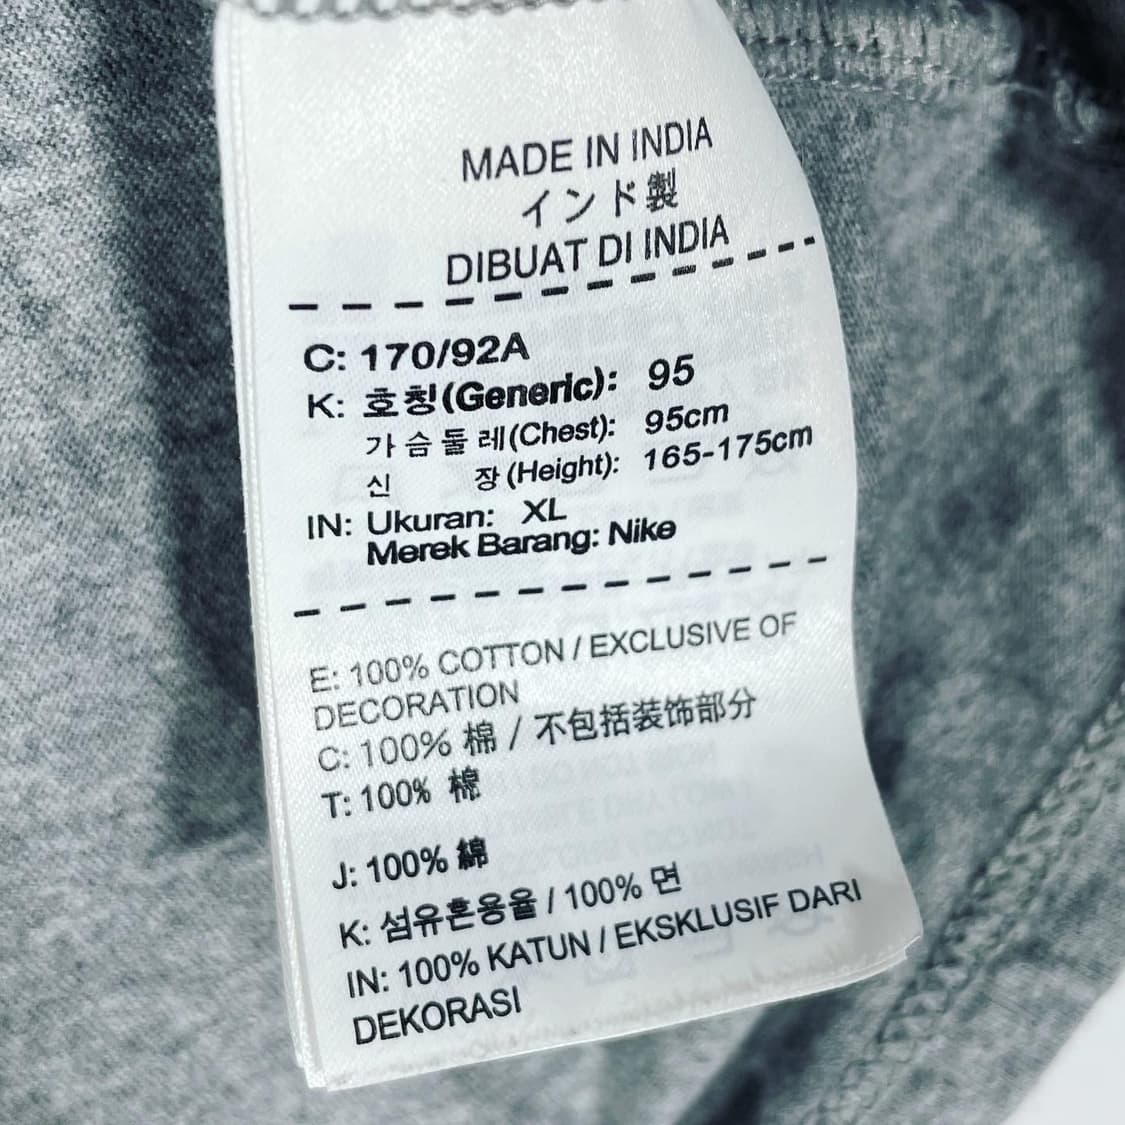 MADE IN INDIA
インド製
DIBUAT DI INDIA
C: 170/92A
K: 호칭(Generic): 95
가슴둘레(Chest): 95cm
신 장(Height): 165-175cm
IN: Ukuran: XL
Merek Barang: Nike
E: 100% COTTON / EXCLUSIVE OF
DECORATION
C: 100% 棉 / 不包括装饰部分
T: 100% 棉
J: 100% 綿
K: 섬유혼용율 / 100% 면
IN: 100% KATUN / EKSKLUSIF DARI
DEKORASI